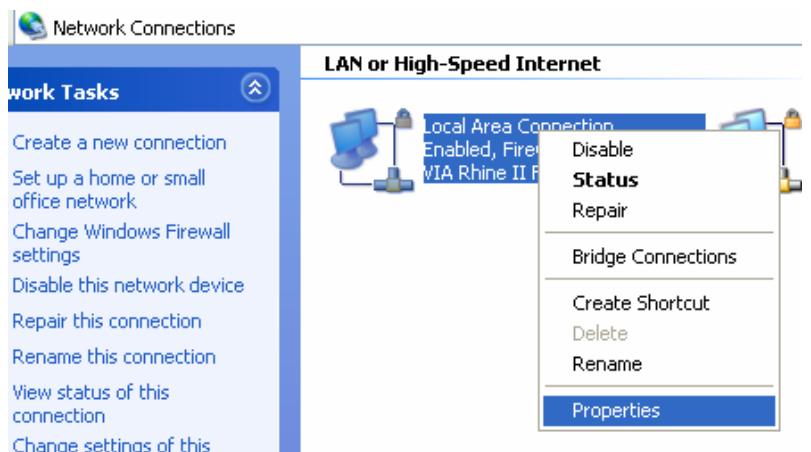 Network Connections
LAN or High-Speed Internet
work Tasks
Create a new connection
Set up a home or small
office network
Change Windows Firewall
settings
Disable this network device
Repair this connection
Rename this connection
View status of this
connection
Change settings of this
Local Area Connection
Enabled, Fire
VIA Rhine II F
Disable
Status
Repair
Bridge Connections
Create Shortcut
Delete
Rename
Properties